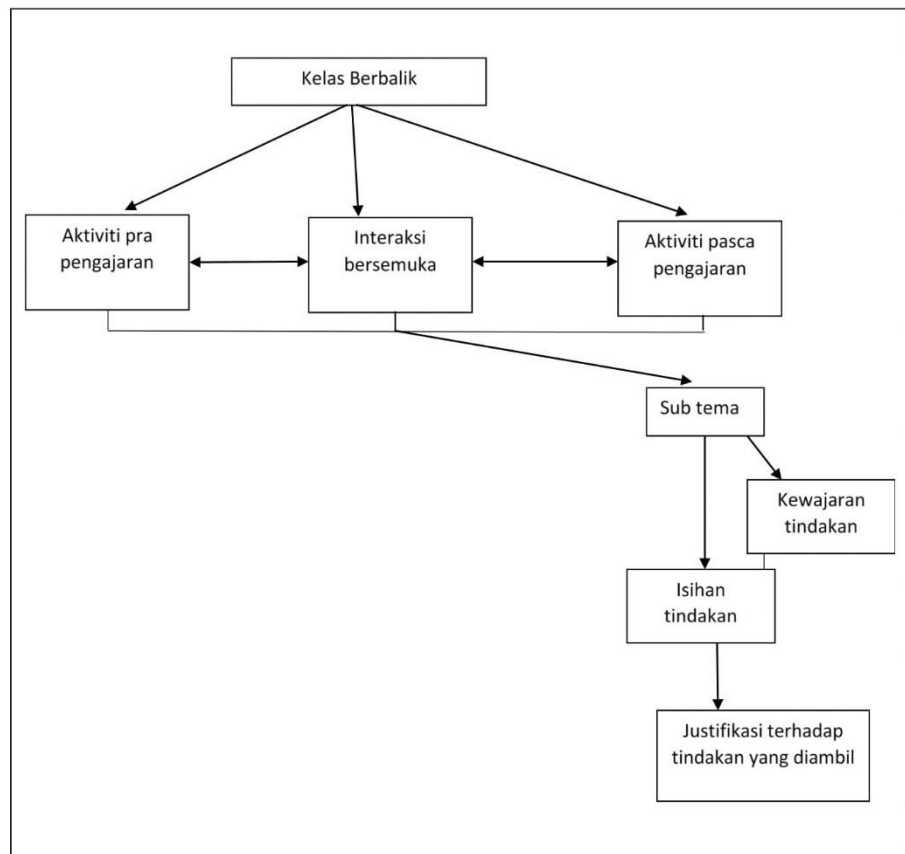 Kelas Berbalik
Aktiviti pra
pengajaran
Interaksi
bersemuka
Aktiviti pasca
pengajaran
Sub tema
Kewajaran
tindakan
Isihan
tindakan
Justifikasi terhadap
tindakan yang diambil